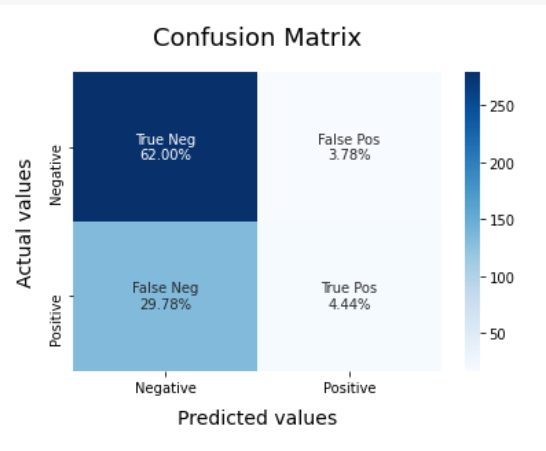 Confusion Matrix
Actual values
Negative
Positive
True Neg
62.00%
False Pos
3.78%
False Neg
29.78%
True Pos
4.44%
250
200
150
100
50
Negative
Positive
Predicted values